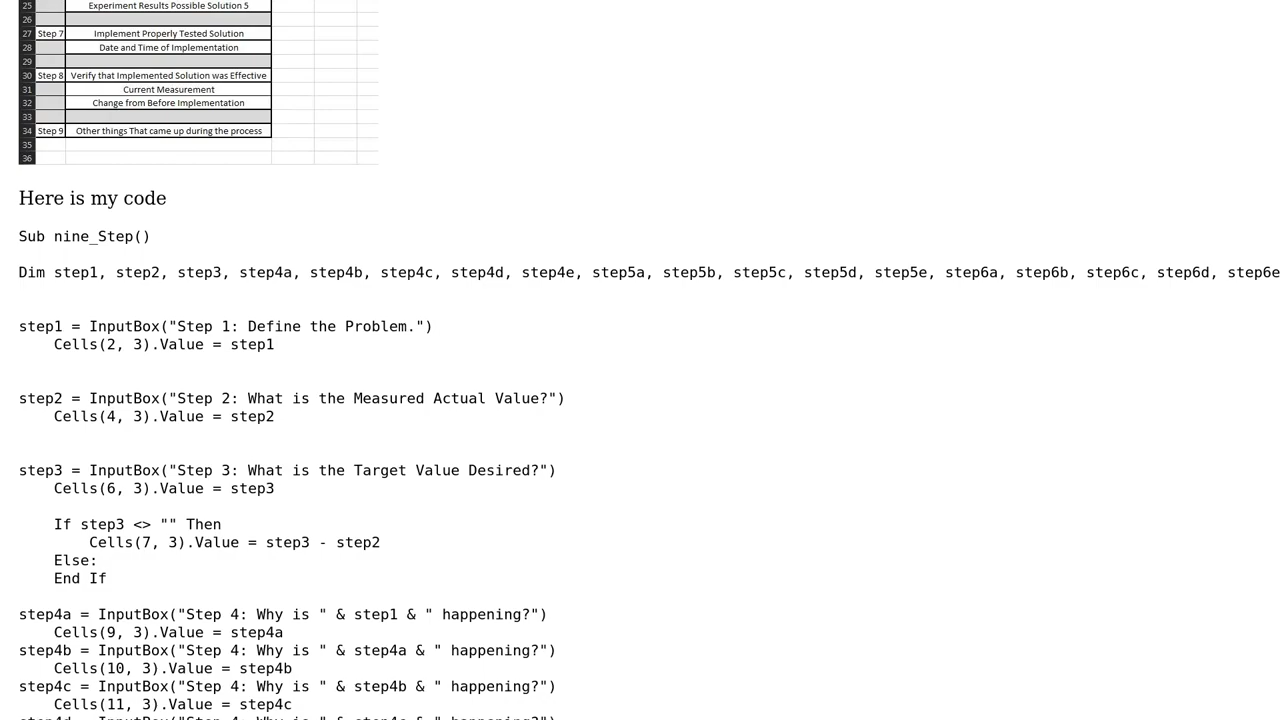 25 Experiment Results Possible Solution 5
26
27 Step 7 Implement Properly Tested Solution
28 Date and Time of Implementation
29
30 Step 8 Verify that Implemented Solution was Effective
31 Current Measurement
32 Change from Before Implementation
33
34 Step 9 Other things That came up during the process
35
36
Here is my code
Sub nine_Step()
Dim step1, step2, step3, step4a, step4b, step4c, step4d, step4e, step5a, step5b, step5c, step5d, step5e, step6a, step6b, step6c, step6d, step6e
step1 = InputBox("Step 1: Define the Problem.")
Cells(2, 3).Value = step1
step2 = InputBox("Step 2: What is the Measured Actual Value?")
Cells(4, 3).Value = step2
step3 = InputBox("Step 3: What is the Target Value Desired?")
Cells(6, 3).Value = step3
If step3 <> "" Then
Cells(7, 3).Value = step3 - step2
Else:
End If
step4a = InputBox("Step 4: Why is " & step1 & " happening?")
Cells(9, 3).Value = step4a
step4b = InputBox("Step 4: Why is " & step4a & " happening?")
Cells(10, 3).Value = step4b
step4c = InputBox("Step 4: Why is " & step4b & " happening?")
Cells(11, 3).Value = step4c